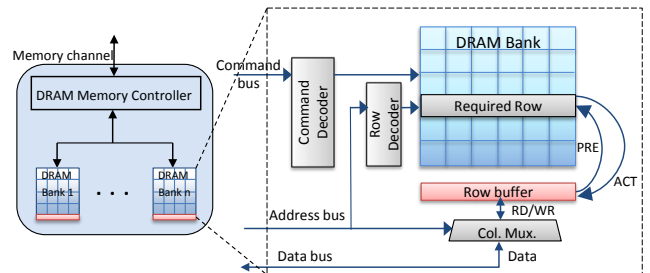 Memory channel
DRAM Memory Controller
DRAM
Bank 1
. . .
DRAM
Bank n
Command
bus
Command
Decoder
Row
Decoder
DRAM Bank
Required Row
PRE
ACT
Row buffer
RD/WR
Address bus
Col. Mux.
Data bus
Data